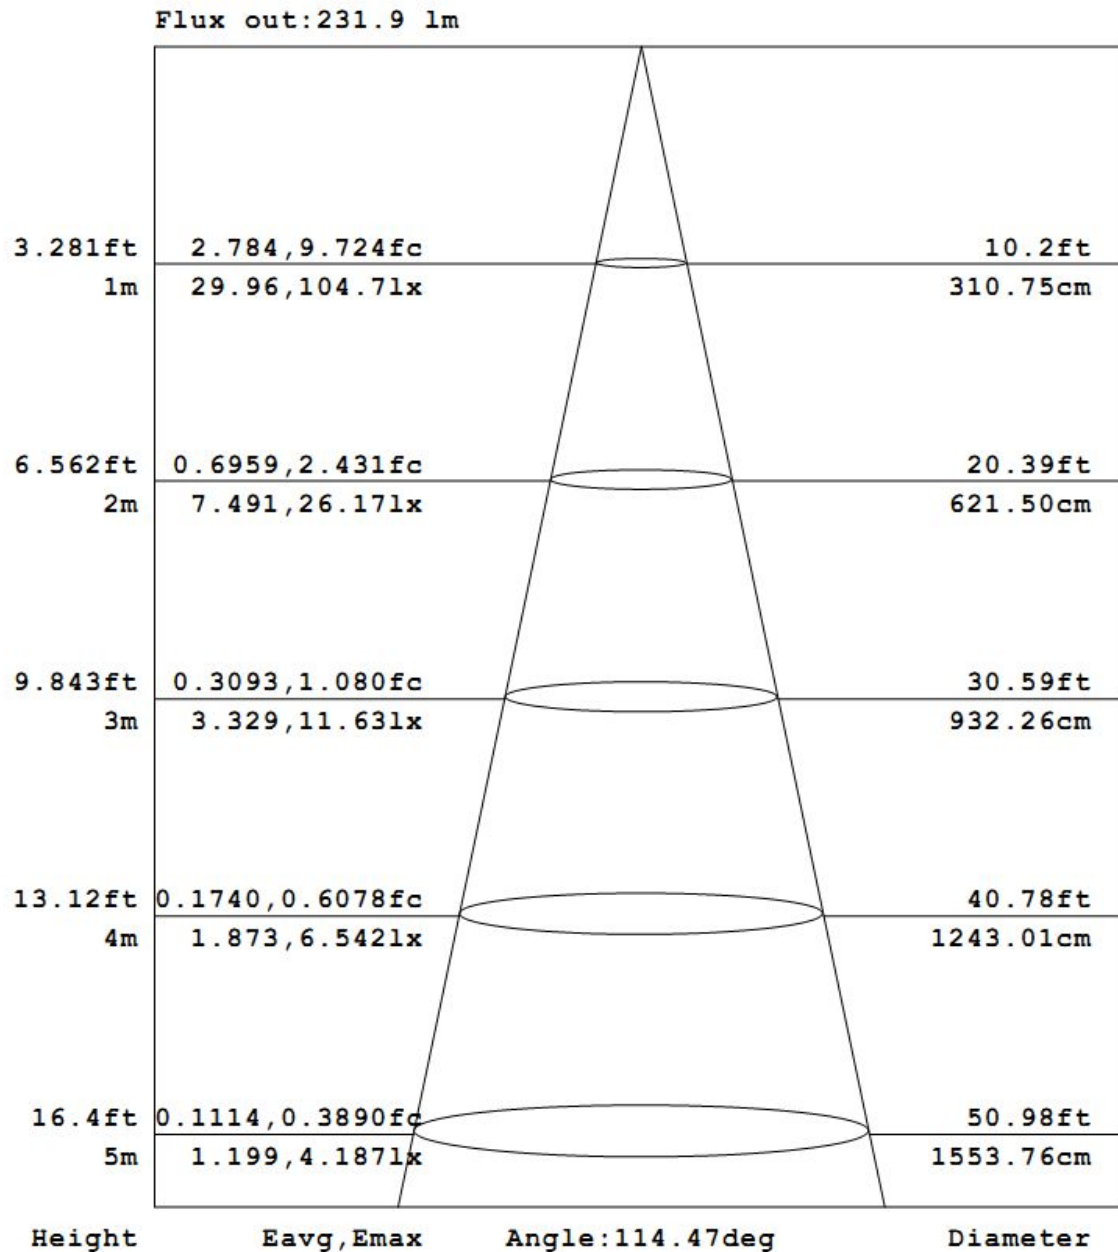 Flux out:231.9 lm
3.281ft 2.784,9.724fc 10.2ft
1m 29.96,104.7lx 310.75cm
6.562ft 0.6959,2.431fc 20.39ft
2m 7.491,26.17lx 621.50cm
9.843ft 0.3093,1.080fc 30.59ft
3m 3.329,11.63lx 932.26cm
13.12ft 0.1740,0.6078fc 40.78ft
4m 1.873,6.542lx 1243.01cm
16.4ft 0.1114,0.3890fc 50.98ft
5m 1.199,4.187lx 1553.76cm
Height Eavg,Emax Angle:114.47deg Diameter